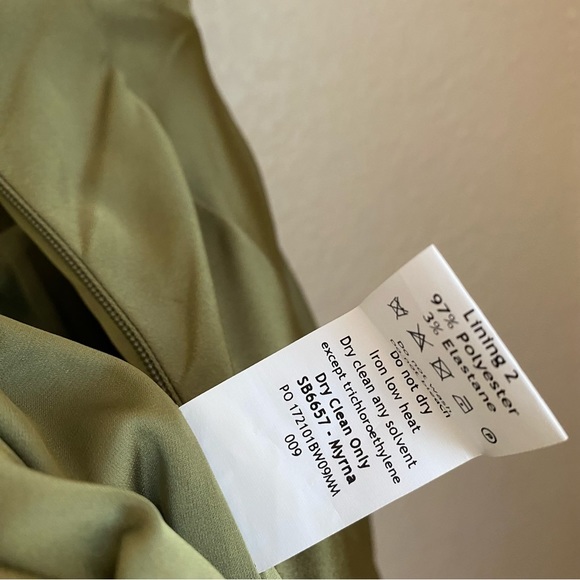 Lining 2
97% Polyester
3% Elastane
Do not dry
Iron low heat
Dry clean any solvent
except trichloroethylene
Dry Clean Only
SB6657 - Myrna
PO 172101BW09MM
009